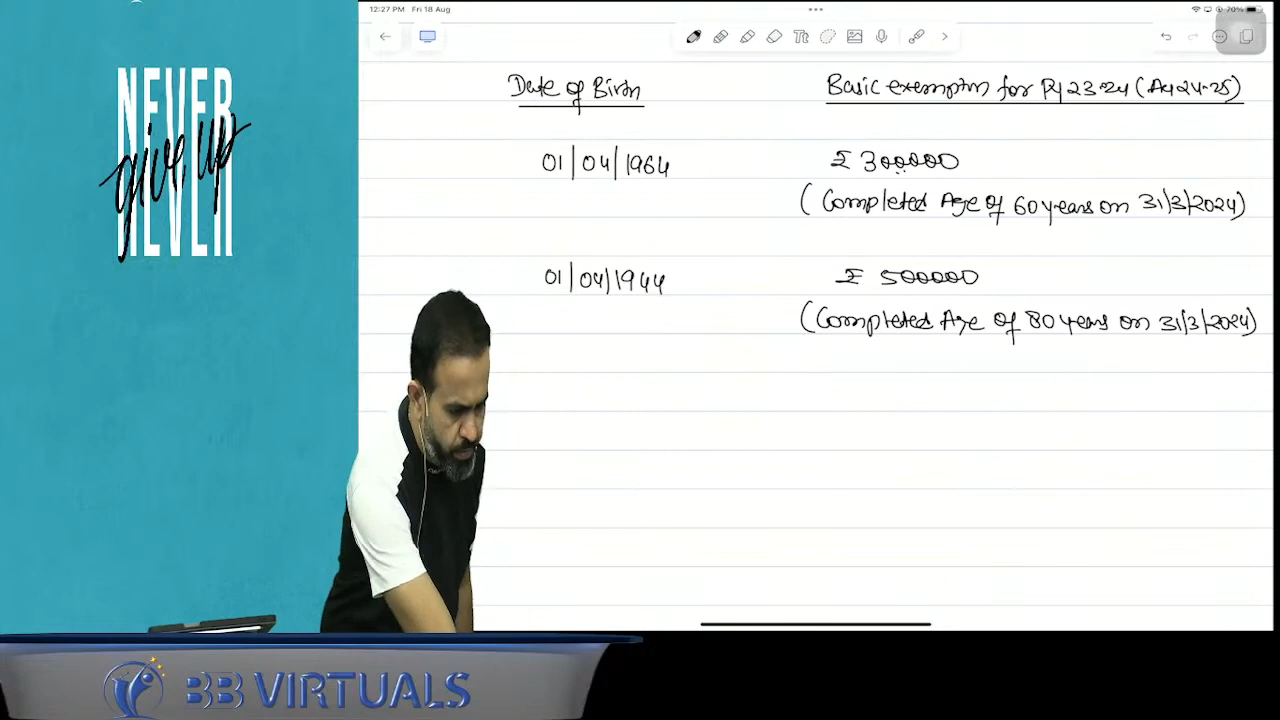 12:27 PM Fri 18 Aug
70%
NEVER
give up
NEVER
Tt
Date of Birth
Basic exemption for Py 23-24 (Ay 24-25)
01/04/1964
₹ 300000
(Completed Age of 60 years on 31/3/2024)
01/04/1944
₹ 500000
(Completed Age of 80 years on 31/3/2024)
BB VIRTUALS